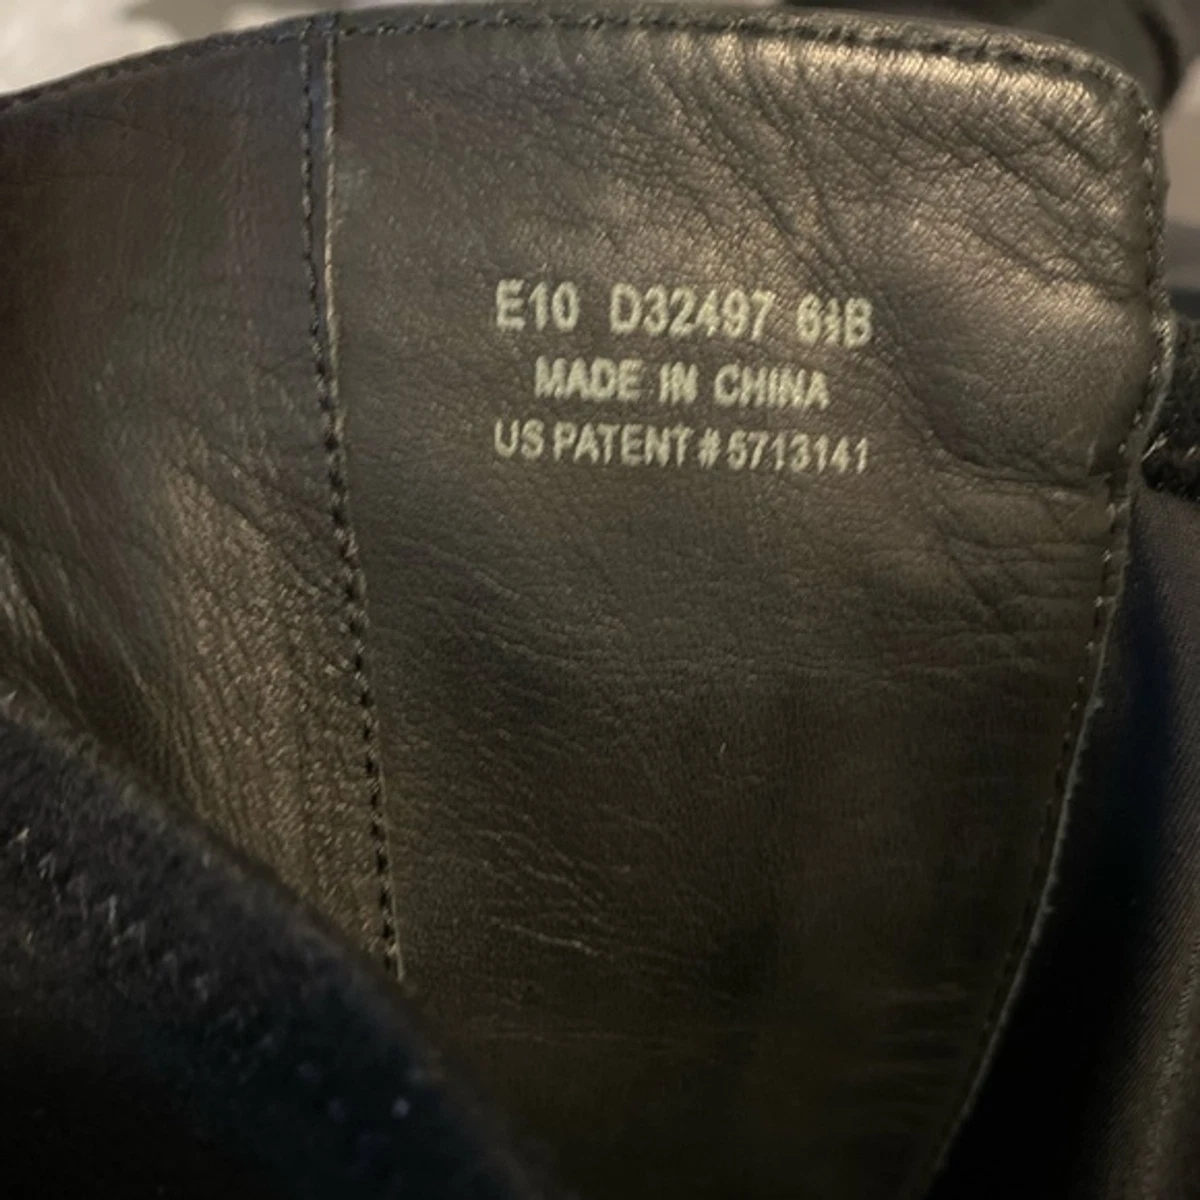 E10 D32497 6½B
MADE IN CHINA
US PATENT # 5713141